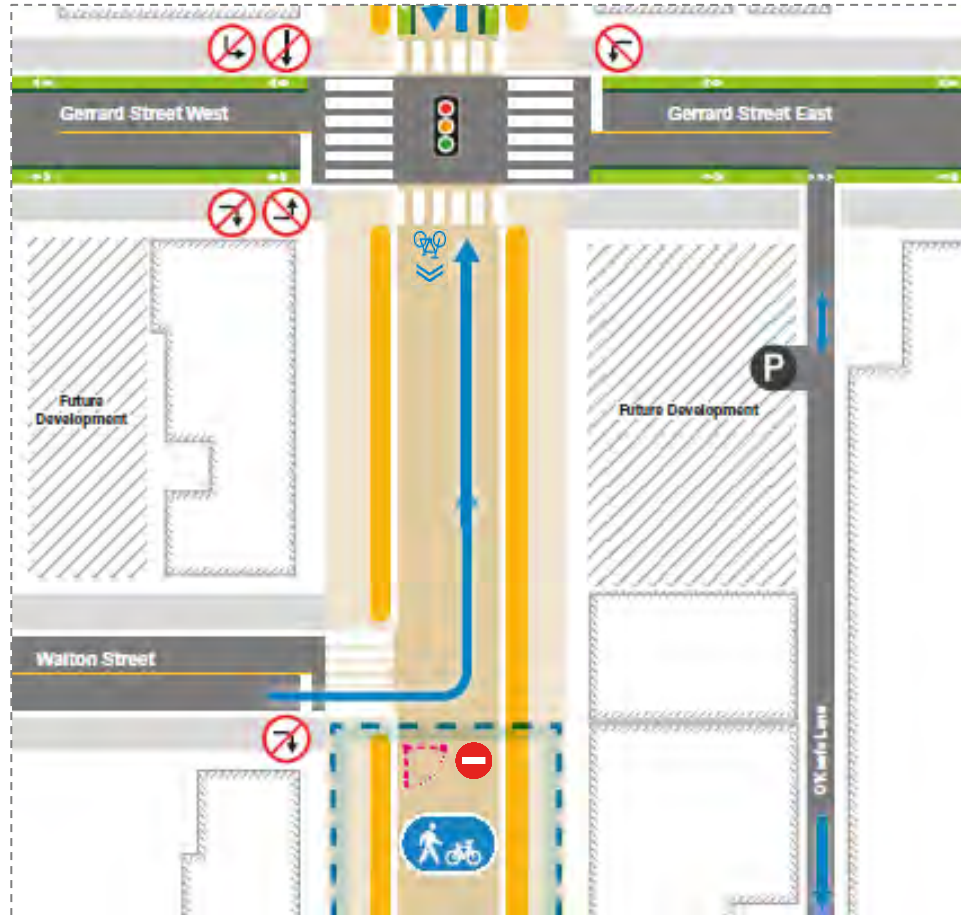 Gerrard Street West
Gerrard Street East
Future
Development
P
Future Development
Walton Street
O'Keefe Lane